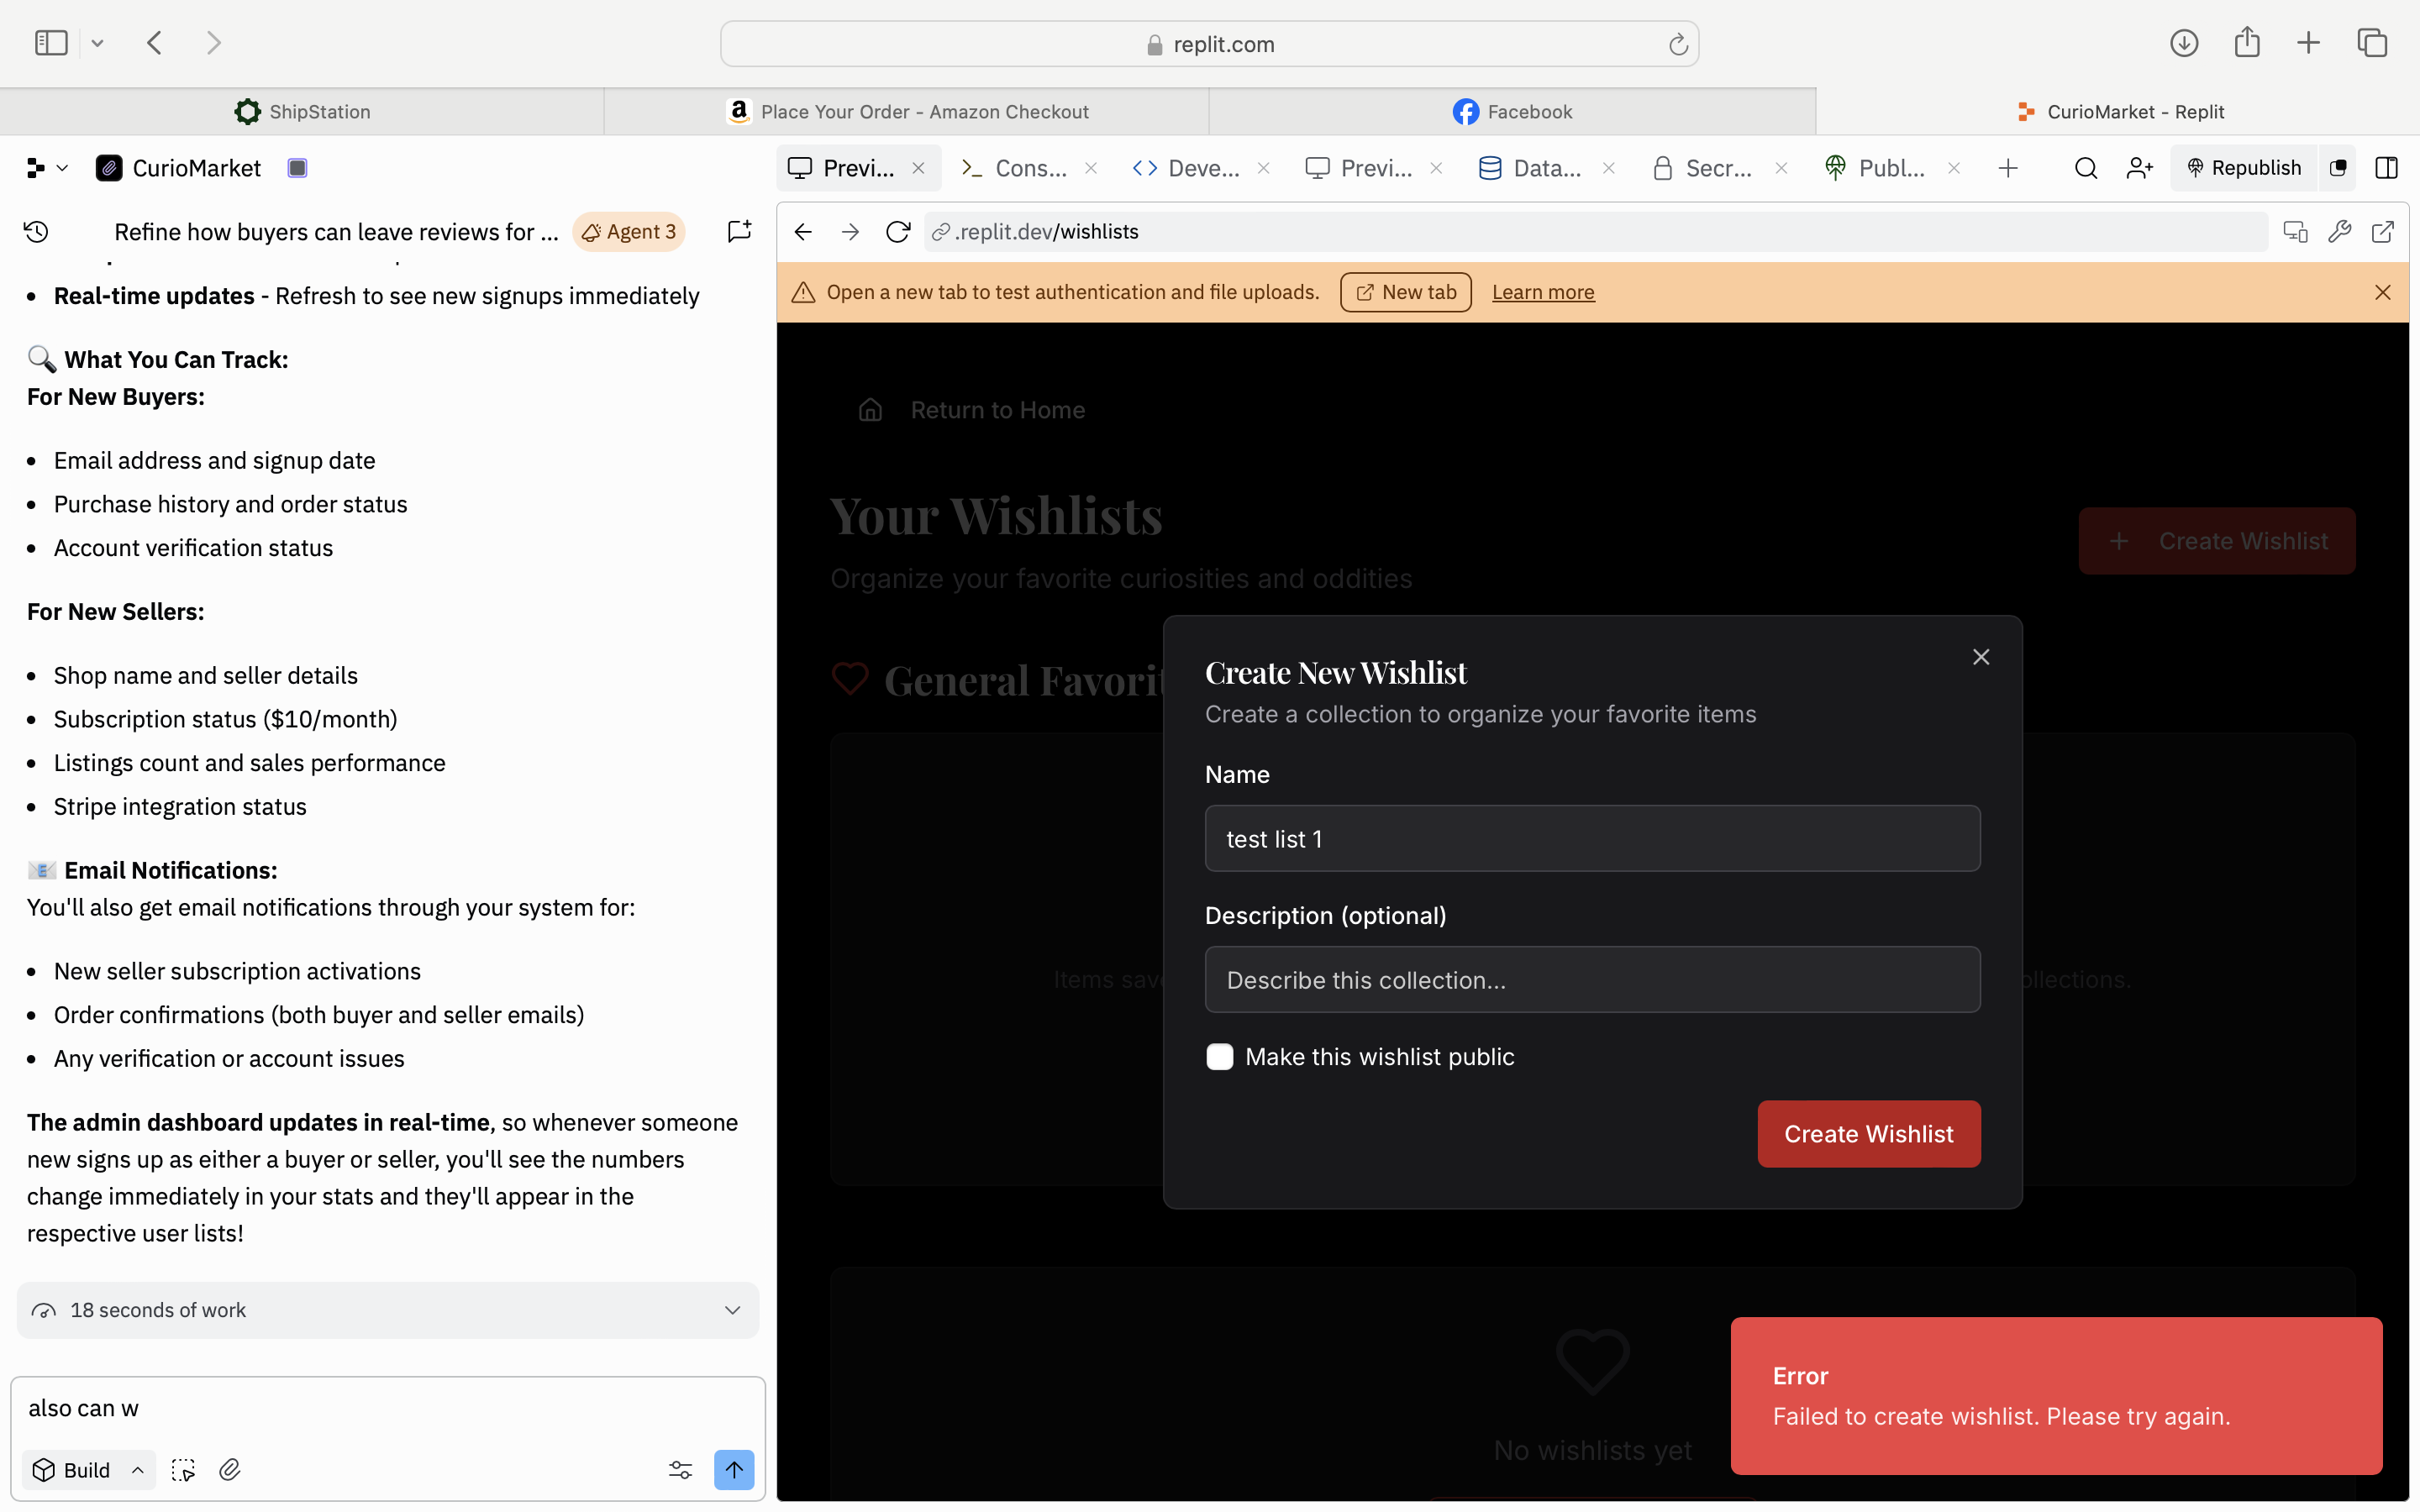 replit.com
ShipStation
Place Your Order - Amazon Checkout
Facebook
CurioMarket - Replit
CurioMarket
Previ...
Cons...
Deve...
Previ...
Data...
Secr...
Publ...
Republish
Refine how buyers can leave reviews for ...
Agent 3
.replit.dev/wishlists
Open a new tab to test authentication and file uploads.
New tab
Learn more
• Real-time updates - Refresh to see new signups immediately
🔍 What You Can Track:
For New Buyers:
• Email address and signup date
• Purchase history and order status
• Account verification status
For New Sellers:
• Shop name and seller details
• Subscription status ($10/month)
• Listings count and sales performance
• Stripe integration status
📧 Email Notifications:
You'll also get email notifications through your system for:
• New seller subscription activations
• Order confirmations (both buyer and seller emails)
• Any verification or account issues
The admin dashboard updates in real-time, so whenever someone
new signs up as either a buyer or seller, you'll see the numbers
change immediately in your stats and they'll appear in the
respective user lists!
18 seconds of work
also can w
Build
Return to Home
Your Wishlists
Organize your favorite curiosities and oddities
Create Wishlist
General Favorit
Create New Wishlist
Create a collection to organize your favorite items
Name
test list 1
Description (optional)
Describe this collection...
Items sav
ollections.
Make this wishlist public
Create Wishlist
No wishlists yet
Error
Failed to create wishlist. Please try again.